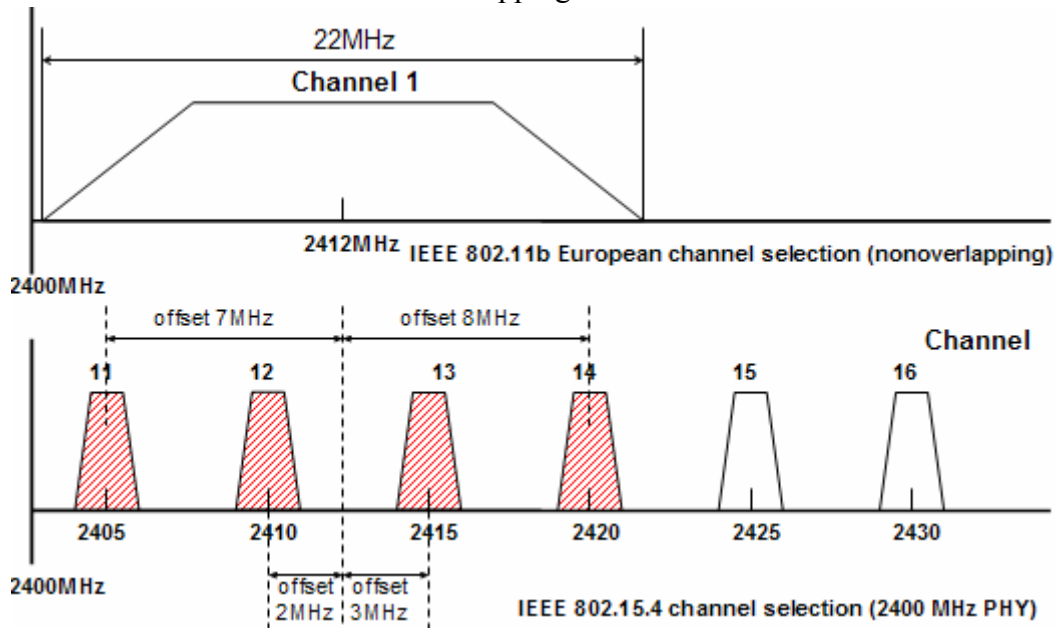 22MHz
Channel 1
2412MHz
IEEE 802.11b European channel selection (nonoverlapping)
2400MHz
offset 7MHz
offset 8MHz
Channel
11
12
13
14
15
16
2405
2410
2415
2420
2425
2430
2400MHz
offset
2MHz
offset
3MHz
IEEE 802.15.4 channel selection (2400 MHz PHY)